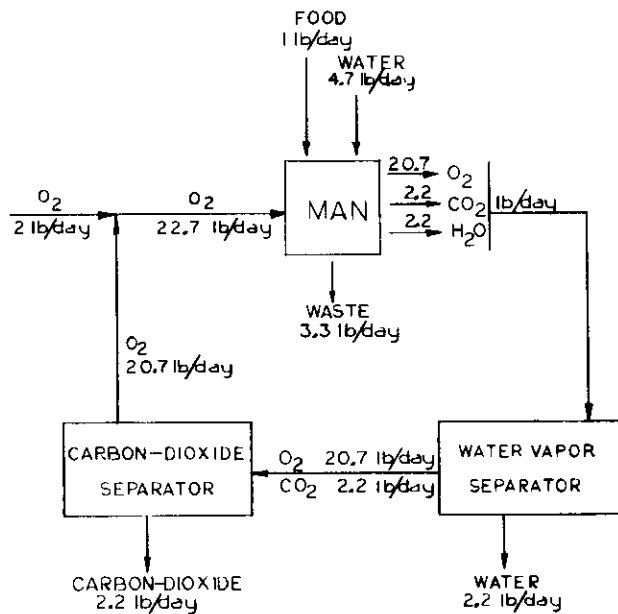 FOOD
1 lb/day
WATER
4.7 lb/day
O2
2 lb/day
O2
22.7 lb/day
MAN
20.7 O2
2.2 CO2
2.2 H2O
lb/day
WASTE
3.3 lb/day
O2
20.7 lb/day
CARBON-DIOXIDE
SEPARATOR
O2 20.7 lb/day
CO2 2.2 lb/day
WATER VAPOR
SEPARATOR
CARBON-DIOXIDE
2.2 lb/day
WATER
2.2 lb/day